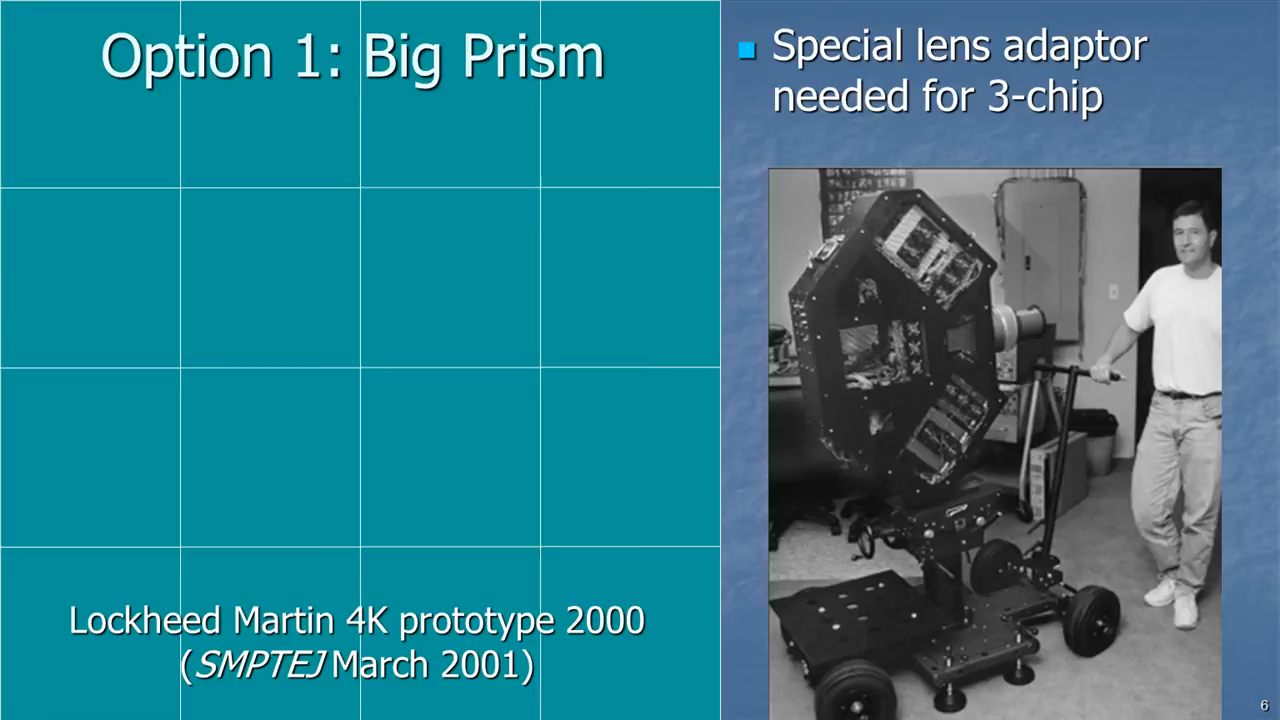 Option 1: Big Prism
Special lens adaptor
needed for 3-chip
Lockheed Martin 4K prototype 2000
(SMPTEJ March 2001)
6